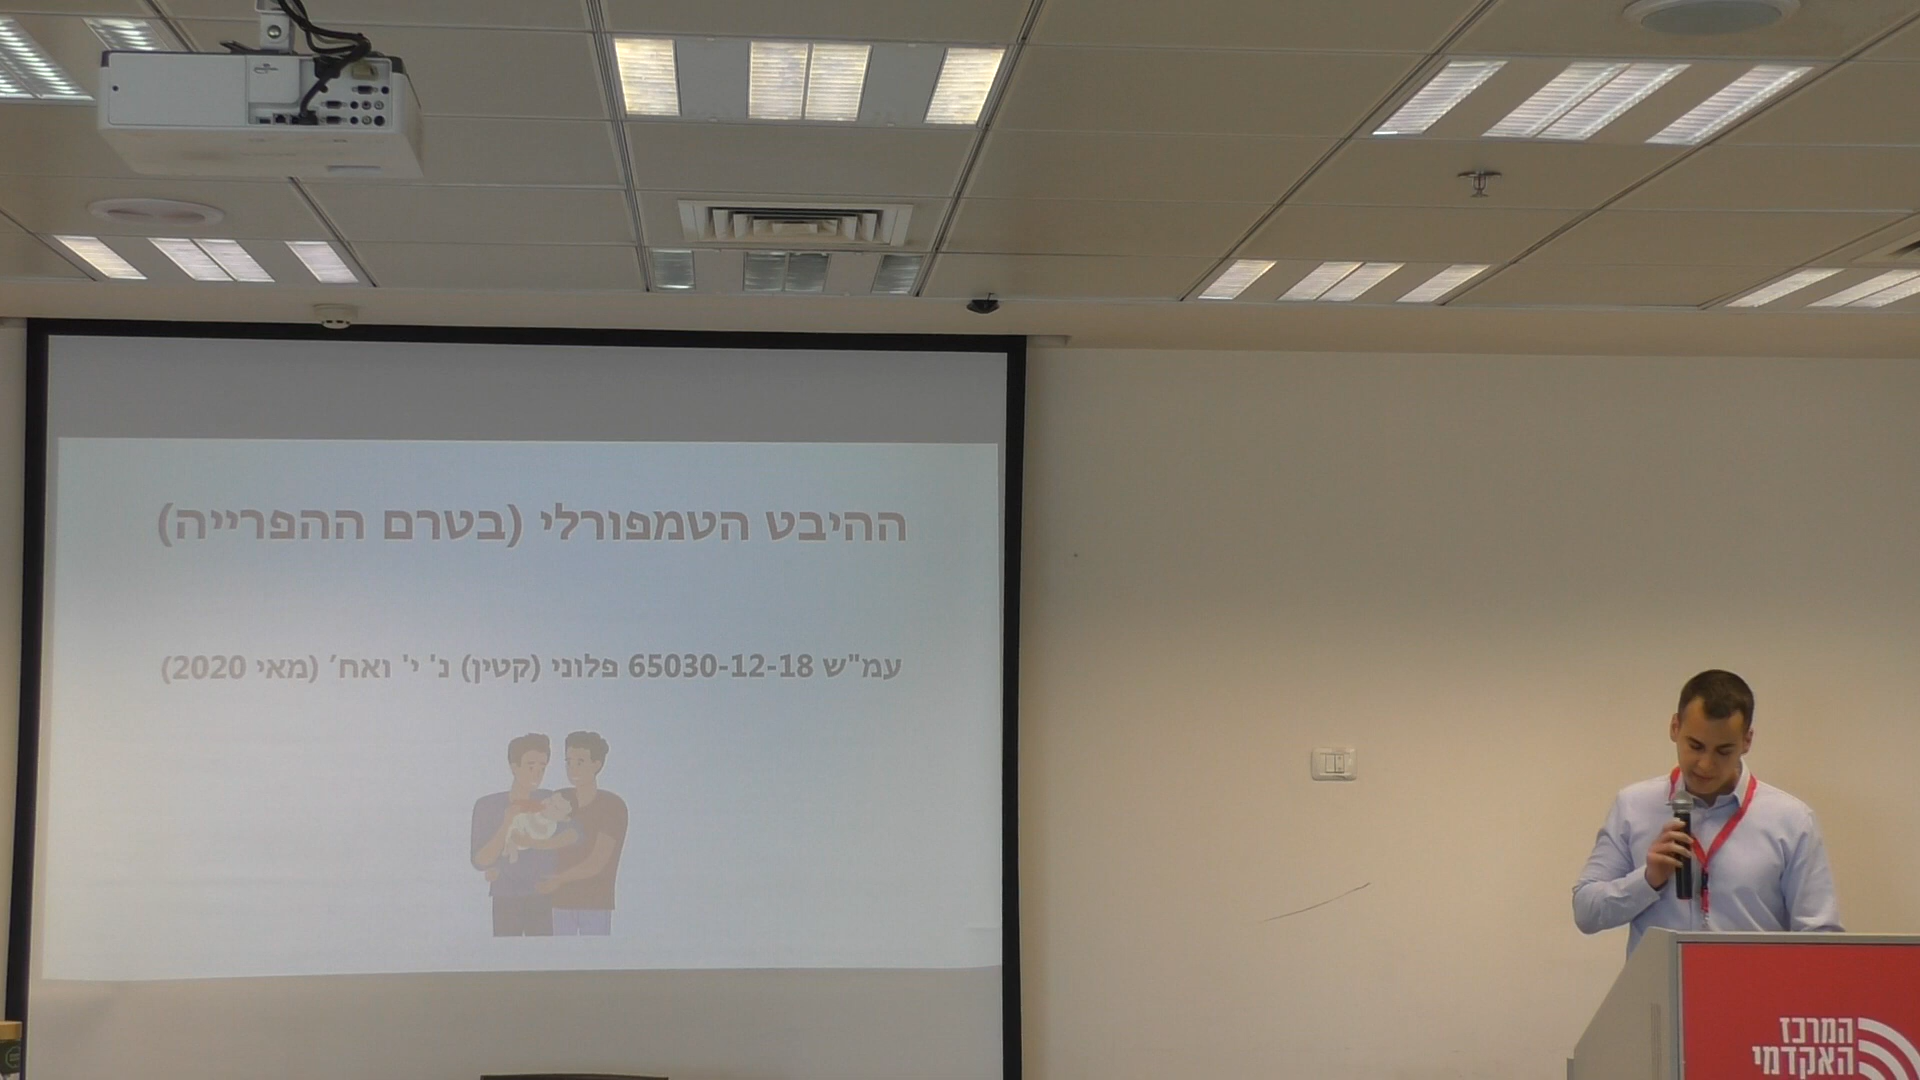 ההיבט הטמפורלי (בטרם ההפרייה)
עמ"ש 65030-12-18 פלוני (קטין) נ' י' ואח׳ (מאי 2020)
המרכז
האקדמי